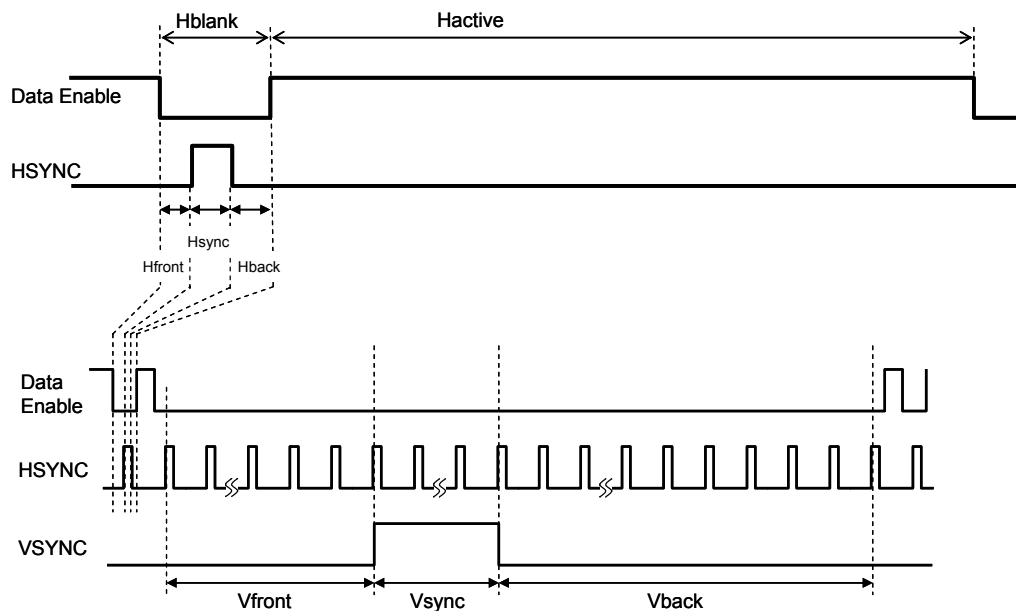 Hblank Hactive
Data Enable
HSYNC
Hsync
Hfront Hback
Data
Enable
HSYNC
VSYNC
Vfront Vsync Vback